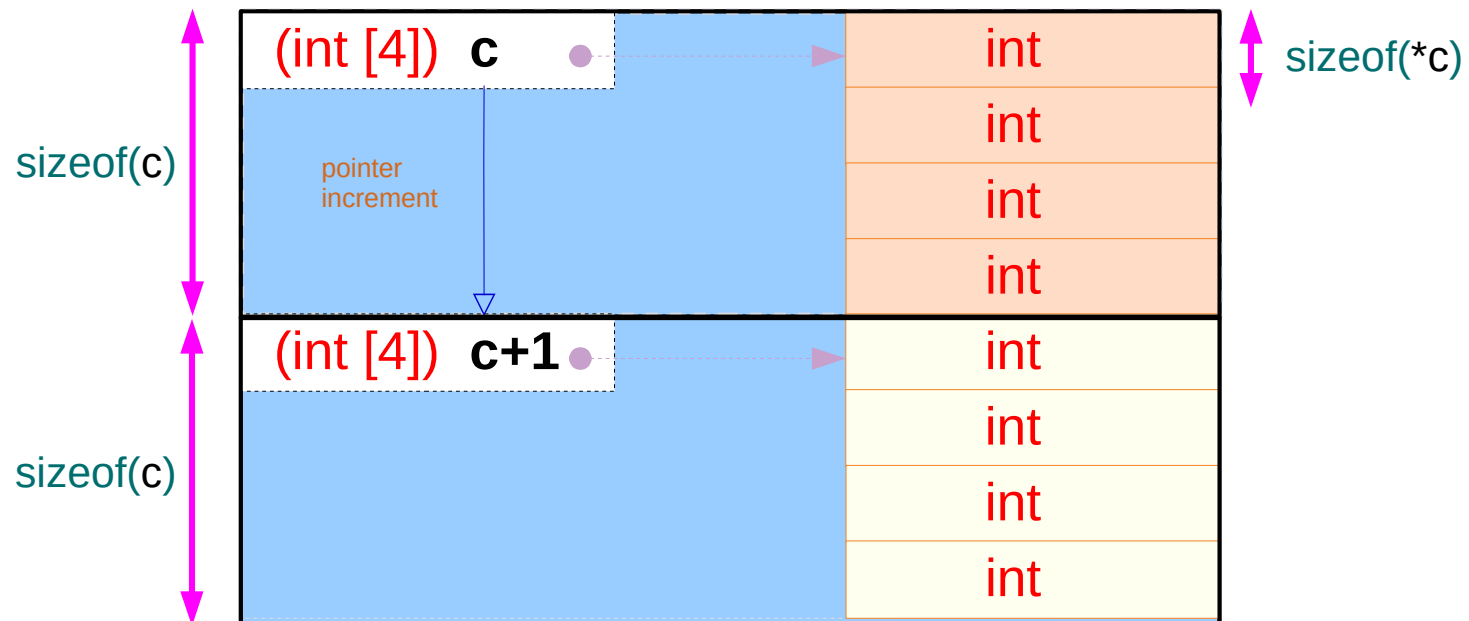 (int [4]) c
int
sizeof(*c)
int
sizeof(c)
pointer
increment
int
int
(int [4]) c+1
int
int
sizeof(c)
int
int